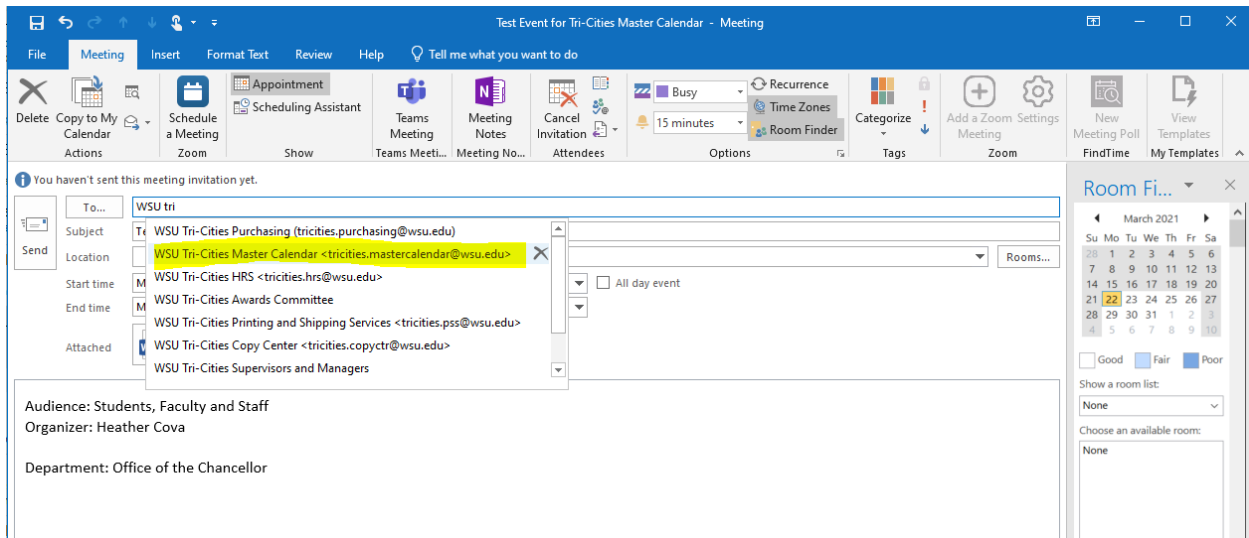 Test Event for Tri-Cities Master Calendar - Meeting
File Meeting Insert Format Text Review Help Tell me what you want to do
Delete
Copy to My Calendar
Actions
Schedule a Meeting
Zoom
Appointment
Scheduling Assistant
Show
Teams Meeting
Teams Meeti...
Meeting Notes
Meeting No...
Cancel Invitation
Attendees
Busy
15 minutes
Recurrence
Time Zones
Room Finder
Options
Categorize
Tags
Add a Zoom Meeting
Settings
Zoom
New Meeting Poll
FindTime
View Templates
My Templates
You haven't sent this meeting invitation yet.
Send
To... WSU tri
Subject Te
Location Rooms...
Start time M All day event
End time M
Attached
WSU Tri-Cities Purchasing (tricities.purchasing@wsu.edu)
WSU Tri-Cities Master Calendar <tricities.mastercalendar@wsu.edu>
WSU Tri-Cities HRS <tricities.hrs@wsu.edu>
WSU Tri-Cities Awards Committee
WSU Tri-Cities Printing and Shipping Services <tricities.pss@wsu.edu>
WSU Tri-Cities Copy Center <tricities.copyctr@wsu.edu>
WSU Tri-Cities Supervisors and Managers
Audience: Students, Faculty and Staff
Organizer: Heather Cova
Department: Office of the Chancellor
Room Fi...
March 2021
Su Mo Tu We Th Fr Sa
28 1 2 3 4 5 6
7 8 9 10 11 12 13
14 15 16 17 18 19 20
21 22 23 24 25 26 27
28 29 30 31 1 2 3
4 5 6 7 8 9 10
Good Fair Poor
Show a room list:
None
Choose an available room:
None